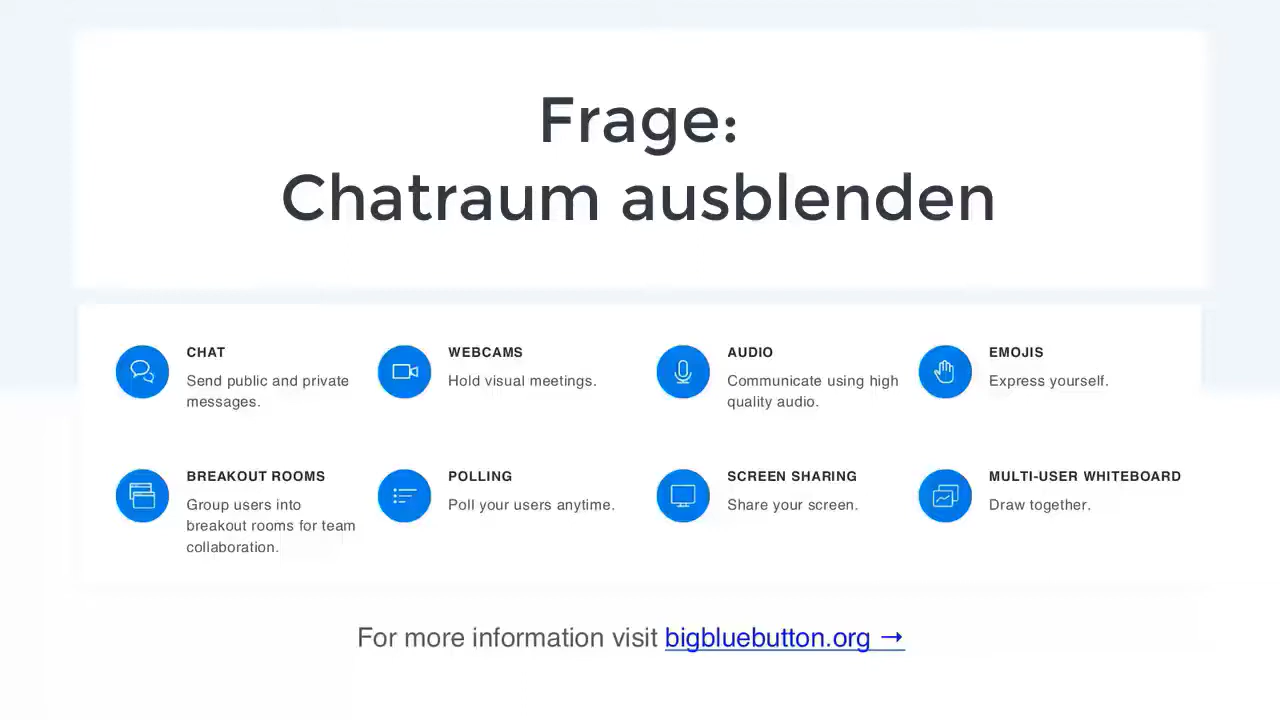 Frage:
Chatraum ausblenden
CHAT
Send public and private
messages.
WEBCAMS
Hold visual meetings.
AUDIO
Communicate using high
quality audio.
EMOJIS
Express yourself.
BREAKOUT ROOMS
Group users into
breakout rooms for team
collaboration.
POLLING
Poll your users anytime.
SCREEN SHARING
Share your screen.
MULTI-USER WHITEBOARD
Draw together.
For more information visit bigbluebutton.org →